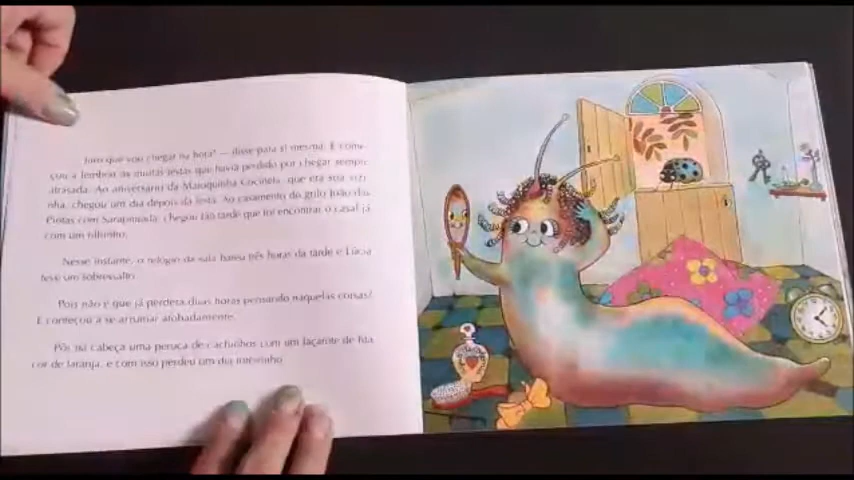 Juro que vou chegar na hora! — disse para si mesma. E come-
çou a lembrar as muitas festas que havia perdido por chegar sempre
atrasada. Ao aniversário da Mariquinha Cocinela, que era sua vizi-
nha, chegou um dia depois da festa. Ao casamento do grilo João das
Pintas com Sarapintada, chegou tão tarde que foi encontrar o casal já
com um filhinho.
Nesse instante, o relógio da sala bateu três horas da tarde e Lúcia
teve um sobressalto.
Pois não é que já perdera duas horas pensando naquelas coisas?
E começou a se arrumar afobadamente.
Pôs na cabeça uma peruca de cachinhos com um laçarote de fita
cor de laranja, e com isso perdeu um dia inteirinho.